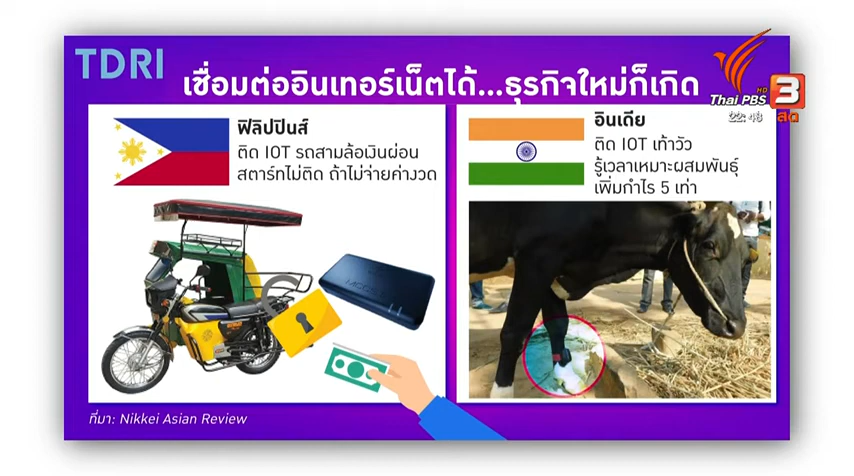 TDRI
เชื่อมต่ออินเทอร์เน็ตได้...ธุรกิจใหม่ก็เกิด
Thai PBS HD 3
22:48 สด
ฟิลิปปินส์
ติด IOT รถสามล้อเงินผ่อน
สตาร์ทไม่ติด ถ้าไม่จ่ายค่างวด
อินเดีย
ติด IOT เท้าวัว
รู้เวลาเหมาะผสมพันธุ์
เพิ่มกำไร 5 เท่า
ที่มา: Nikkei Asian Review